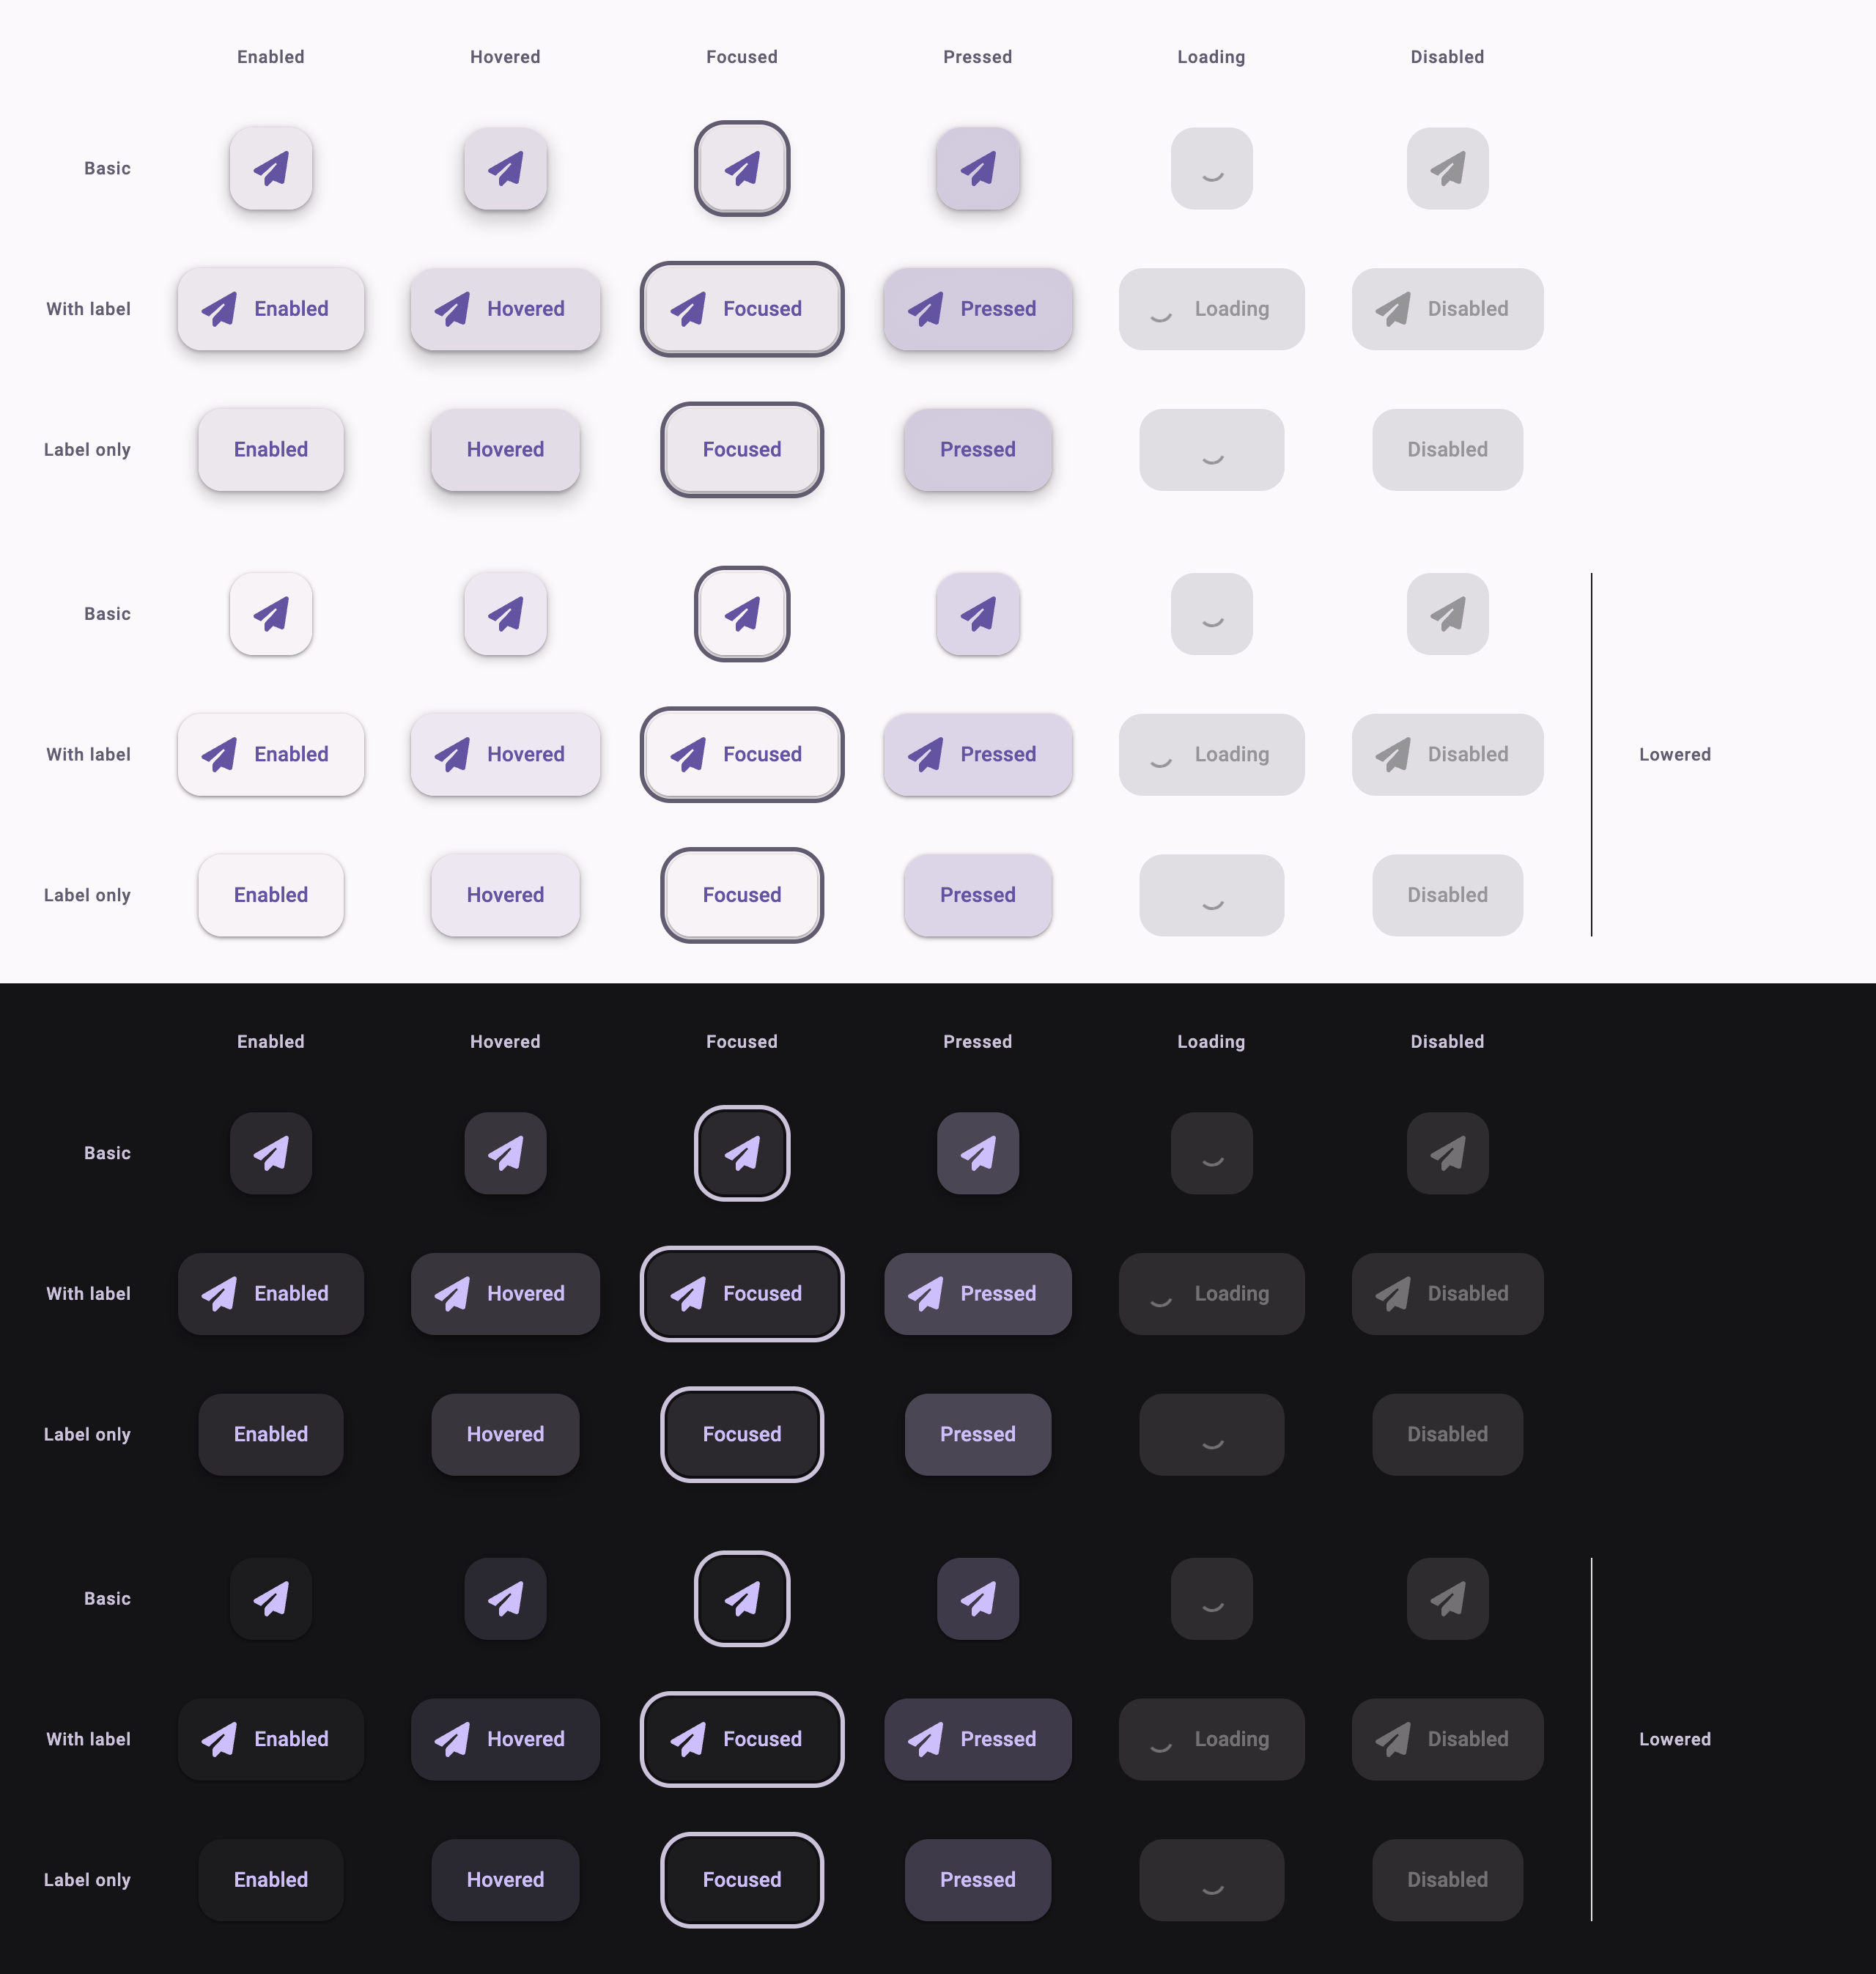 Enabled Hovered Focused Pressed Loading Disabled
Basic
With label Enabled Hovered Focused Pressed Loading Disabled
Label only Enabled Hovered Focused Pressed Disabled
Basic
With label Enabled Hovered Focused Pressed Loading Disabled Lowered
Label only Enabled Hovered Focused Pressed Disabled
Enabled Hovered Focused Pressed Loading Disabled
Basic
With label Enabled Hovered Focused Pressed Loading Disabled
Label only Enabled Hovered Focused Pressed Disabled
Basic
With label Enabled Hovered Focused Pressed Loading Disabled Lowered
Label only Enabled Hovered Focused Pressed Disabled